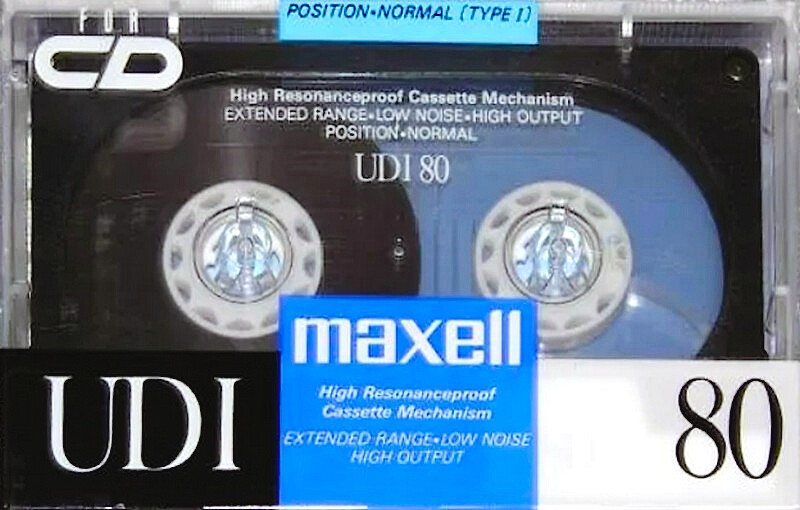 POSITION•NORMAL (TYPE I)
FOR
CD
High Resonanceproof Cassette Mechanism
EXTENDED RANGE•LOW NOISE•HIGH OUTPUT
POSITION•NORMAL
UDI 80
maxell
High Resonanceproof
Cassette Mechanism
EXTENDED RANGE•LOW NOISE
HIGH OUTPUT
UDI
80